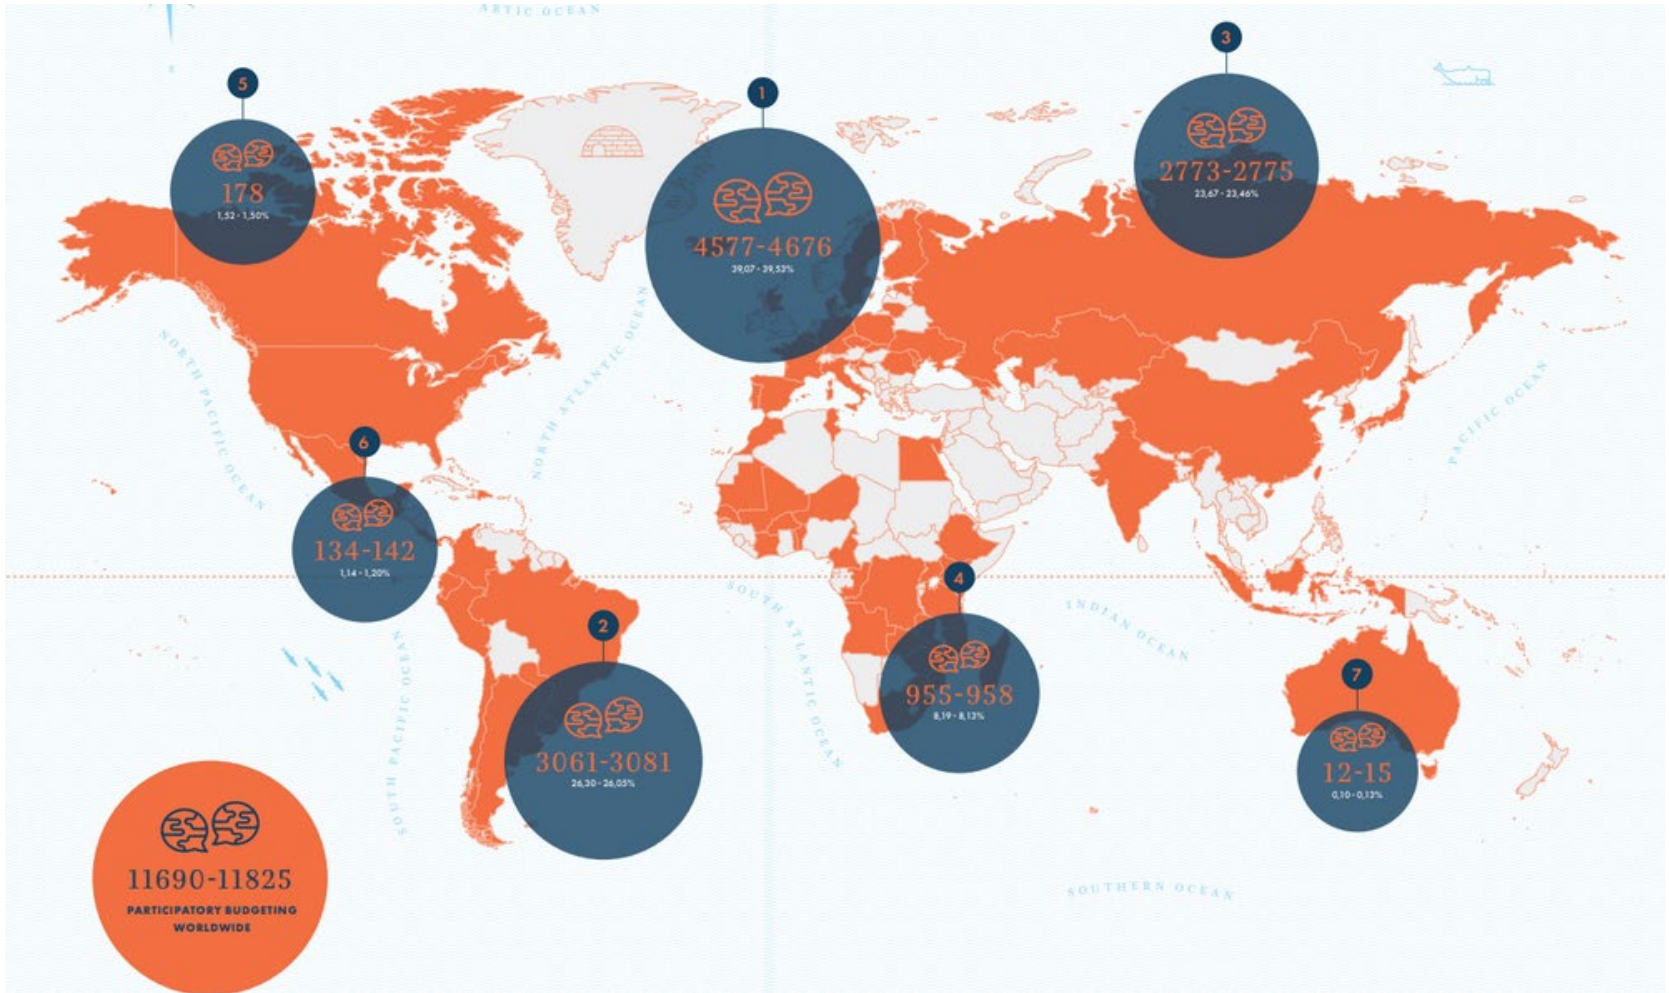 ARTIC OCEAN
3
5
1
178
1,52 - 1,50%
4577-4676
39,07 - 39,53%
2773-2775
23,67 - 23,46%
NORTH PACIFIC OCEAN
NORTH ATLANTIC OCEAN
PACIFIC OCEAN
6
134-142
1,14 - 1,20%
4
955-958
8,19 - 8,13%
SOUTH ATLANTIC OCEAN
INDIAN OCEAN
2
3061-3081
26,30 - 26,05%
SOUTH PACIFIC OCEAN
7
12-15
0,10 - 0,13%
11690-11825
PARTICIPATORY BUDGETING
WORLDWIDE
SOUTHERN OCEAN